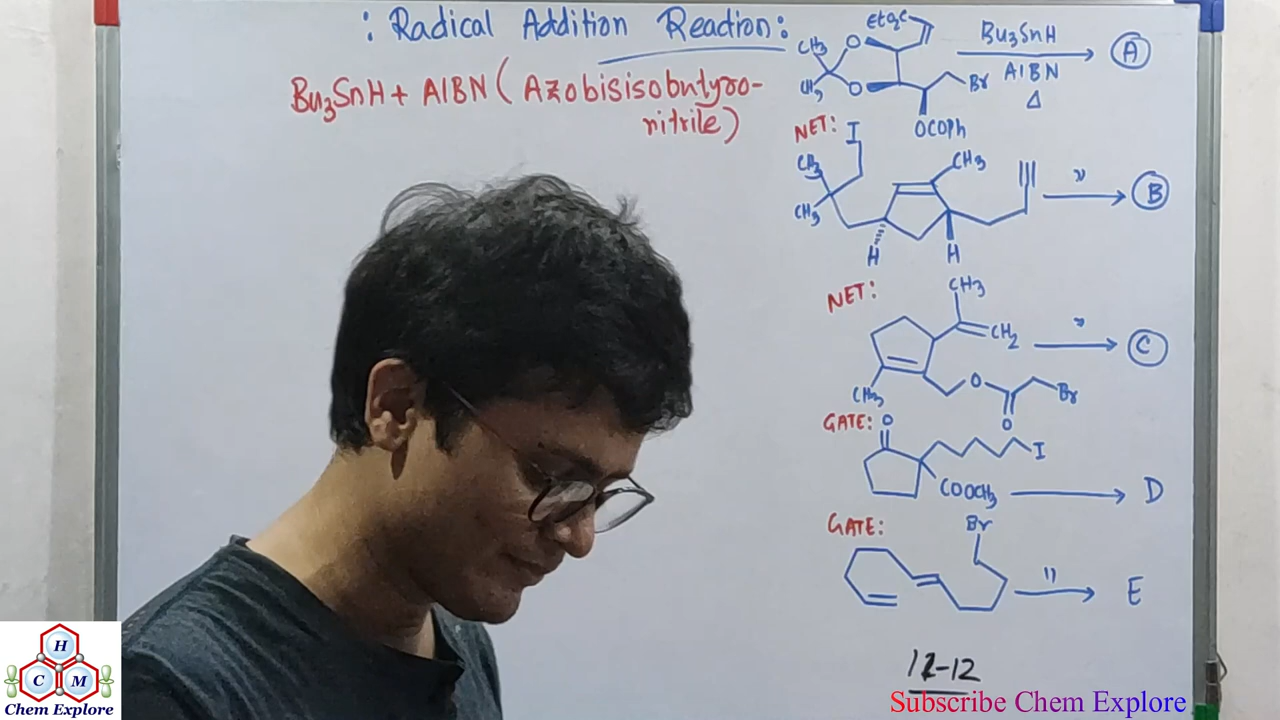 : Radical Addition Reaction:
Bu3SnH + AIBN ( Azobisisobutyro-
nitrile)
EtO2C
CH3
O
Bu3SnH
A
CH3
O
Br
AIBN
Δ
OCOPh
NET:
I
CH3
CH3
B
CH3
H
H
NET:
CH3
CH2
C
CH3
O
Br
O
GATE:
O
I
COOCH3
D
GATE:
Br
"
E
12-12
H
C
M
Chem Explore
Subscribe Chem Explore